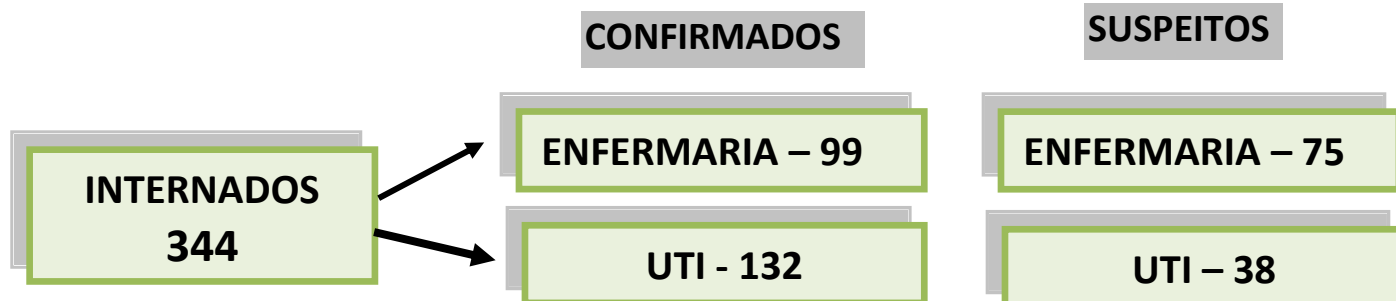 CONFIRMADOS
SUSPEITOS
INTERNADOS
344
ENFERMARIA – 99
ENFERMARIA – 75
UTI - 132
UTI – 38